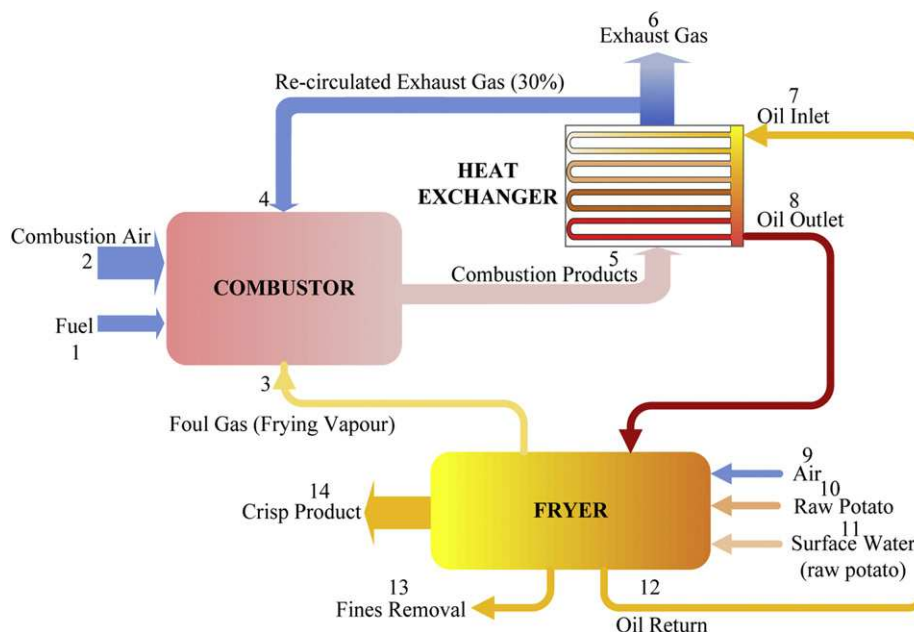 6
Exhaust Gas
Re-circulated Exhaust Gas (30%)
7
Oil Inlet
HEAT
EXCHANGER
4
8
Oil Outlet
Combustion Air
2
5
Combustion Products
COMBUSTOR
Fuel
1
3
Foul Gas (Frying Vapour)
9
Air
14
Crisp Product
FRYER
10
Raw Potato
11
Surface Water
(raw potato)
13
Fines Removal
12
Oil Return